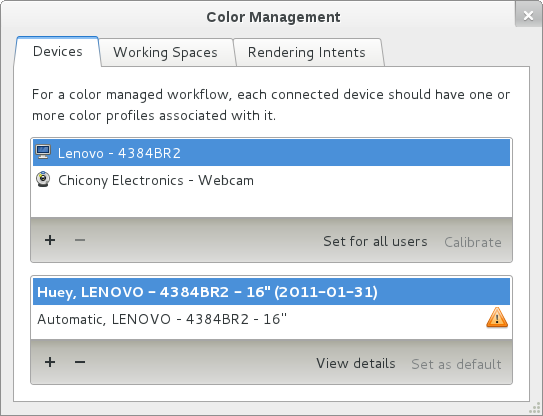 Color Management
Devices
Working Spaces
Rendering Intents
For a color managed workflow, each connected device should have one or
more color profiles associated with it.
Lenovo - 4384BR2
Chicony Electronics - Webcam
+ − Set for all users Calibrate
Huey, LENOVO - 4384BR2 - 16" (2011-01-31)
Automatic, LENOVO - 4384BR2 - 16"
+ − View details Set as default